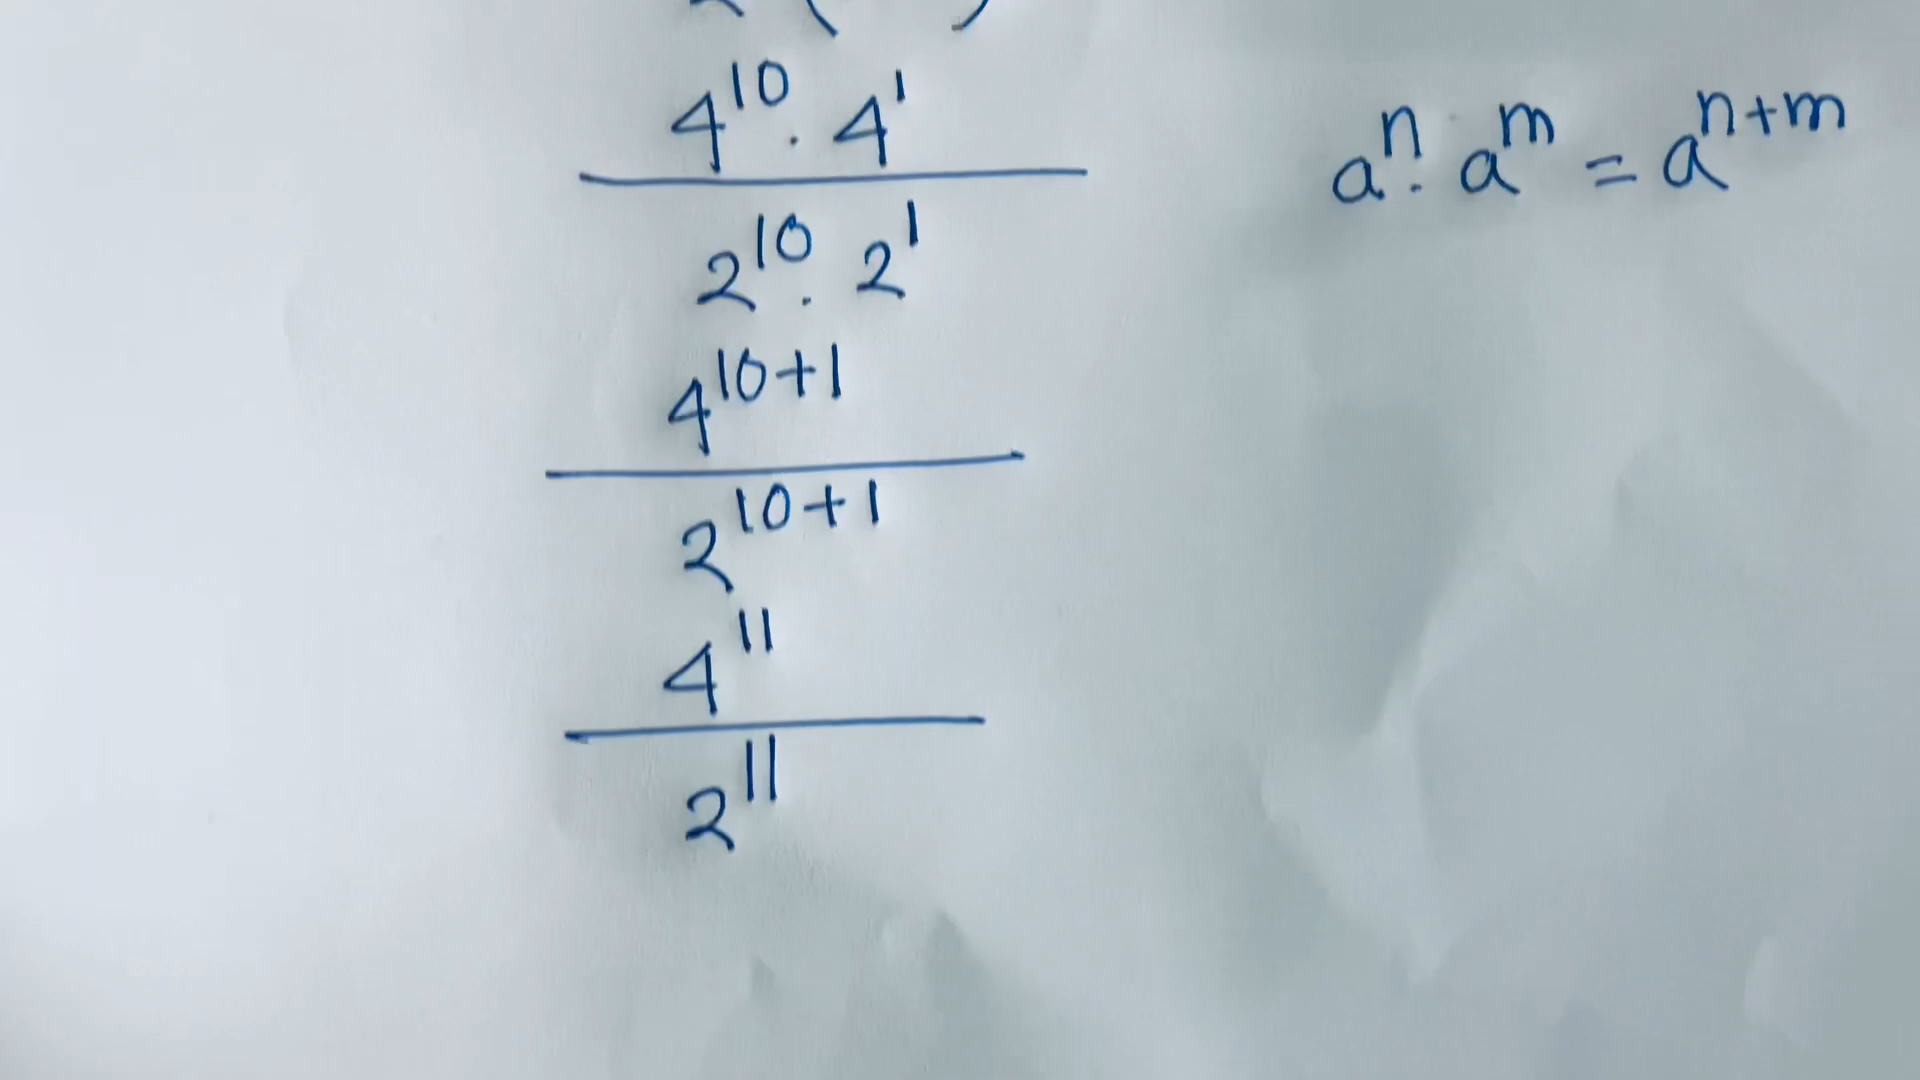 4^10 · 4^1
2^10 · 2^1
4^10+1
2^10+1
4^11
2^11
a^n · a^m = a^n+m